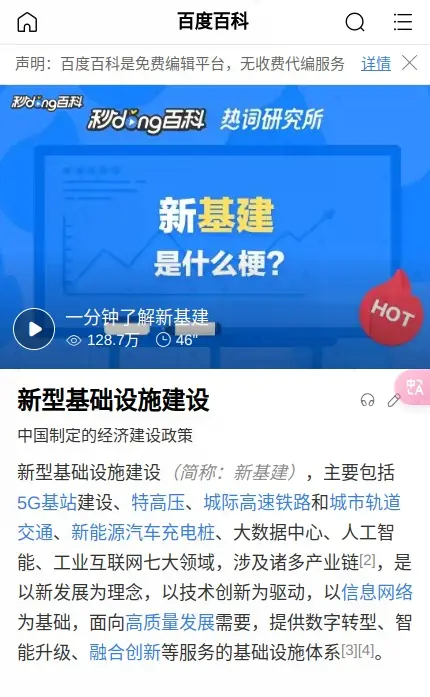 百度百科
声明：百度百科是免费编辑平台，无收费代编服务 详情
秒dong百科
秒dong百科 热词研究所
新基建
是什么梗？
HOT
一分钟了解新基建
128.7万 46"
新型基础设施建设
中国制定的经济建设政策
新型基础设施建设（简称：新基建），主要包括
5G基站建设、特高压、城际高速铁路和城市轨道
交通、新能源汽车充电桩、大数据中心、人工智
能、工业互联网七大领域，涉及诸多产业链[2]，是
以新发展为理念，以技术创新为驱动，以信息网络
为基础，面向高质量发展需要，提供数字转型、智
能升级、融合创新等服务的基础设施体系[3][4]。